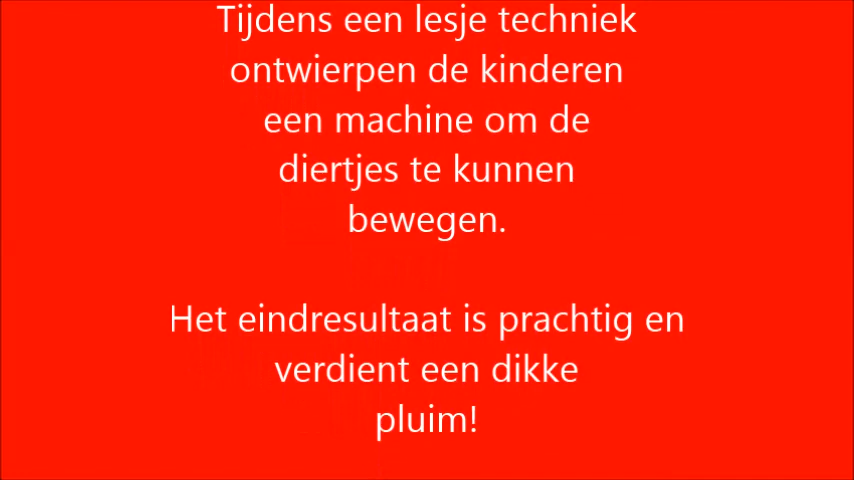 Tijdens een lesje techniek
ontwierpen de kinderen
een machine om de
diertjes te kunnen
bewegen.
Het eindresultaat is prachtig en
verdient een dikke
pluim!